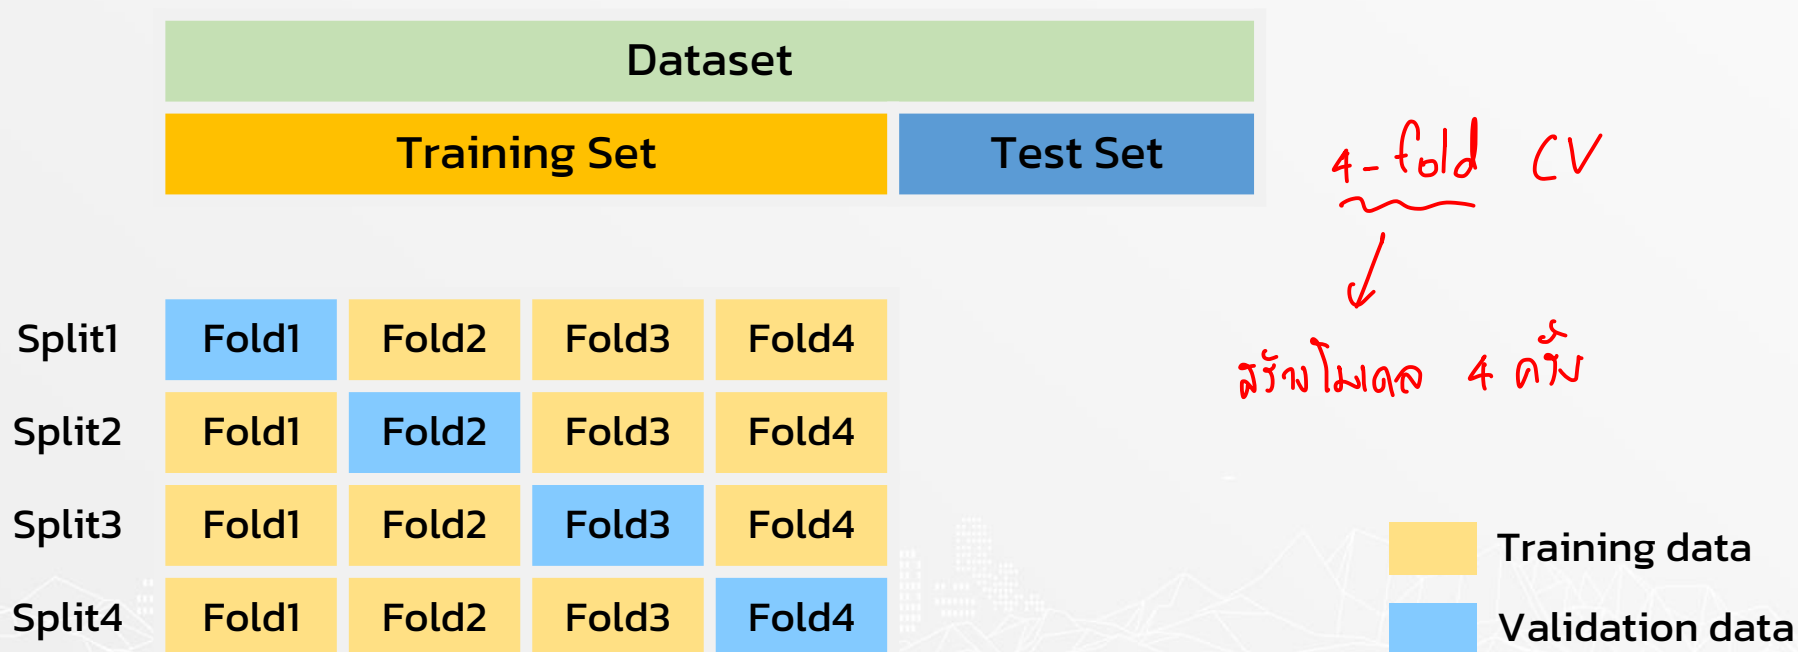 Dataset
Training Set Test Set
4-fold CV
สร้างโมเดล 4 ครั้ง
Split1 Fold1 Fold2 Fold3 Fold4
Split2 Fold1 Fold2 Fold3 Fold4
Split3 Fold1 Fold2 Fold3 Fold4
Split4 Fold1 Fold2 Fold3 Fold4
Training data
Validation data